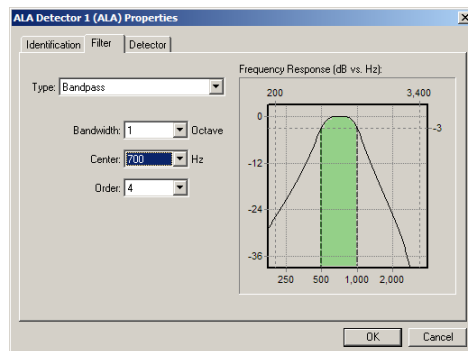 ALA Detector 1 (ALA) Properties
Identification Filter Detector
Type: Bandpass
Bandwidth: 1 Octave
Center: 700 Hz
Order: 4
Frequency Response (dB vs. Hz):
200 3,400
0
-3
-12
-24
-36
250 500 1,000 2,000
OK Cancel